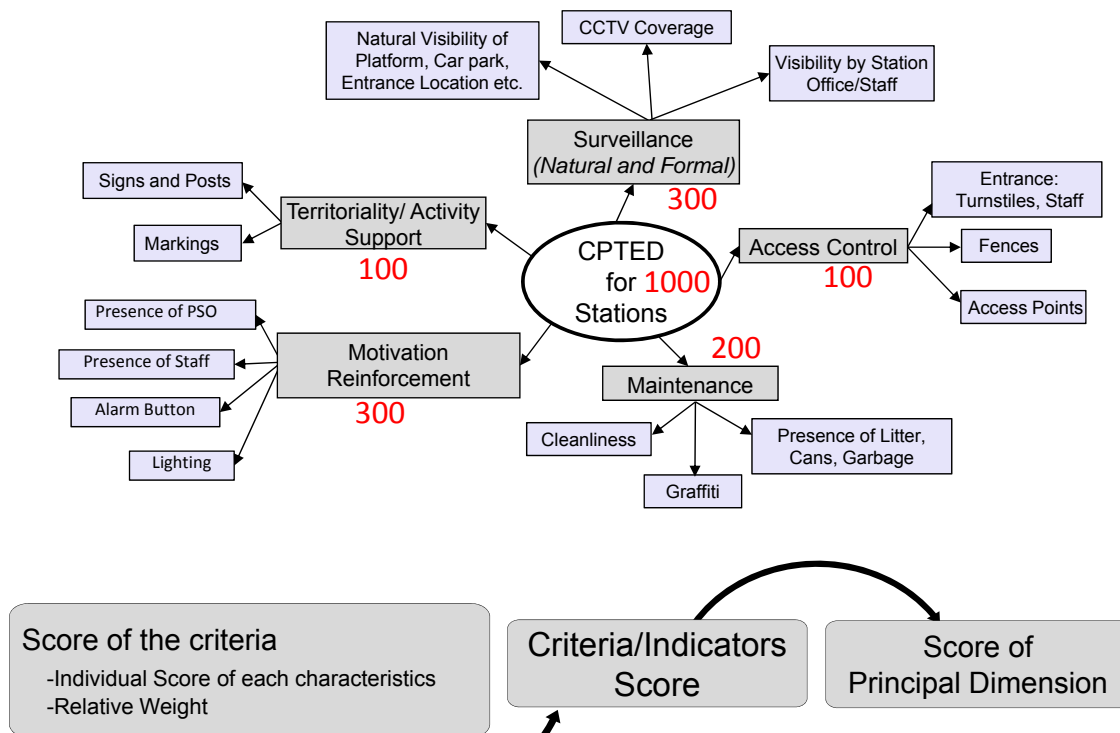 CCTV Coverage
Natural Visibility of
Platform, Car park,
Entrance Location etc.
Visibility by Station
Office/Staff
Surveillance
(Natural and Formal)
300
Signs and Posts
Markings
Territoriality/ Activity
Support
100
Entrance:
Turnstiles, Staff
Fences
Access Points
Access Control
100
CPTED
for 1000
Stations
Presence of PSO
Presence of Staff
Alarm Button
Lighting
Motivation
Reinforcement
300
200
Maintenance
Cleanliness
Graffiti
Presence of Litter,
Cans, Garbage
Score of the criteria
-Individual Score of each characteristics
-Relative Weight
Criteria/Indicators
Score
Score of
Principal Dimension